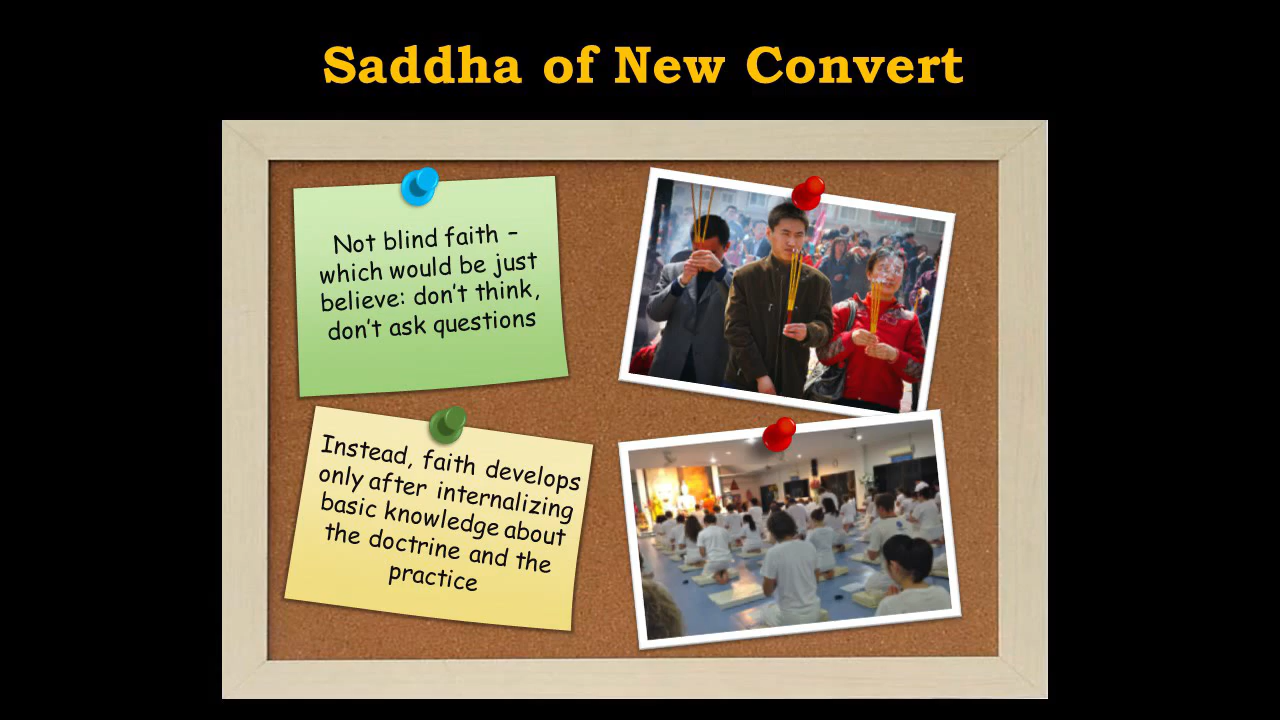 Saddha of New Convert
Not blind faith –
which would be just
believe: don't think,
don't ask questions
Instead, faith develops
only after internalizing
basic knowledge about
the doctrine and the
practice